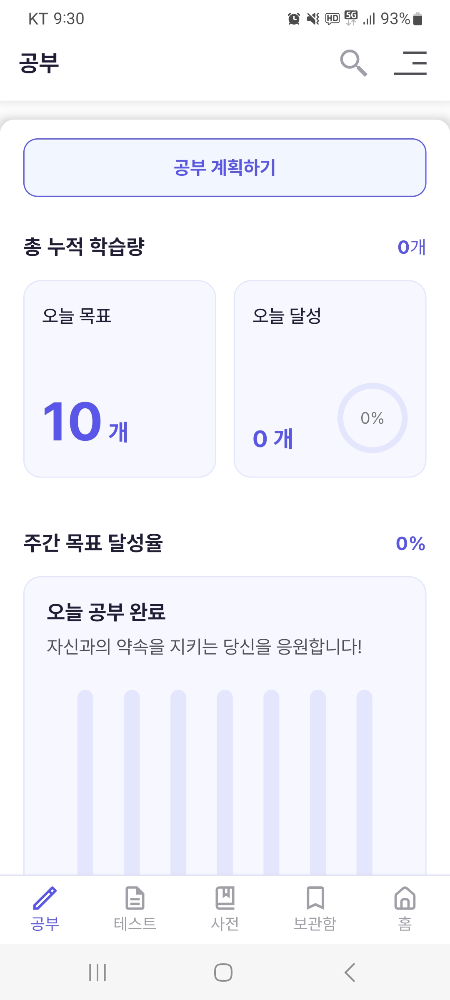 KT 9:30 HD 5G 93%
공부
공부 계획하기
총 누적 학습량 0개
오늘 목표
10 개
오늘 달성
0 개
0%
주간 목표 달성율 0%
오늘 공부 완료
자신과의 약속을 지키는 당신을 응원합니다!
공부 테스트 사전 보관함 홈